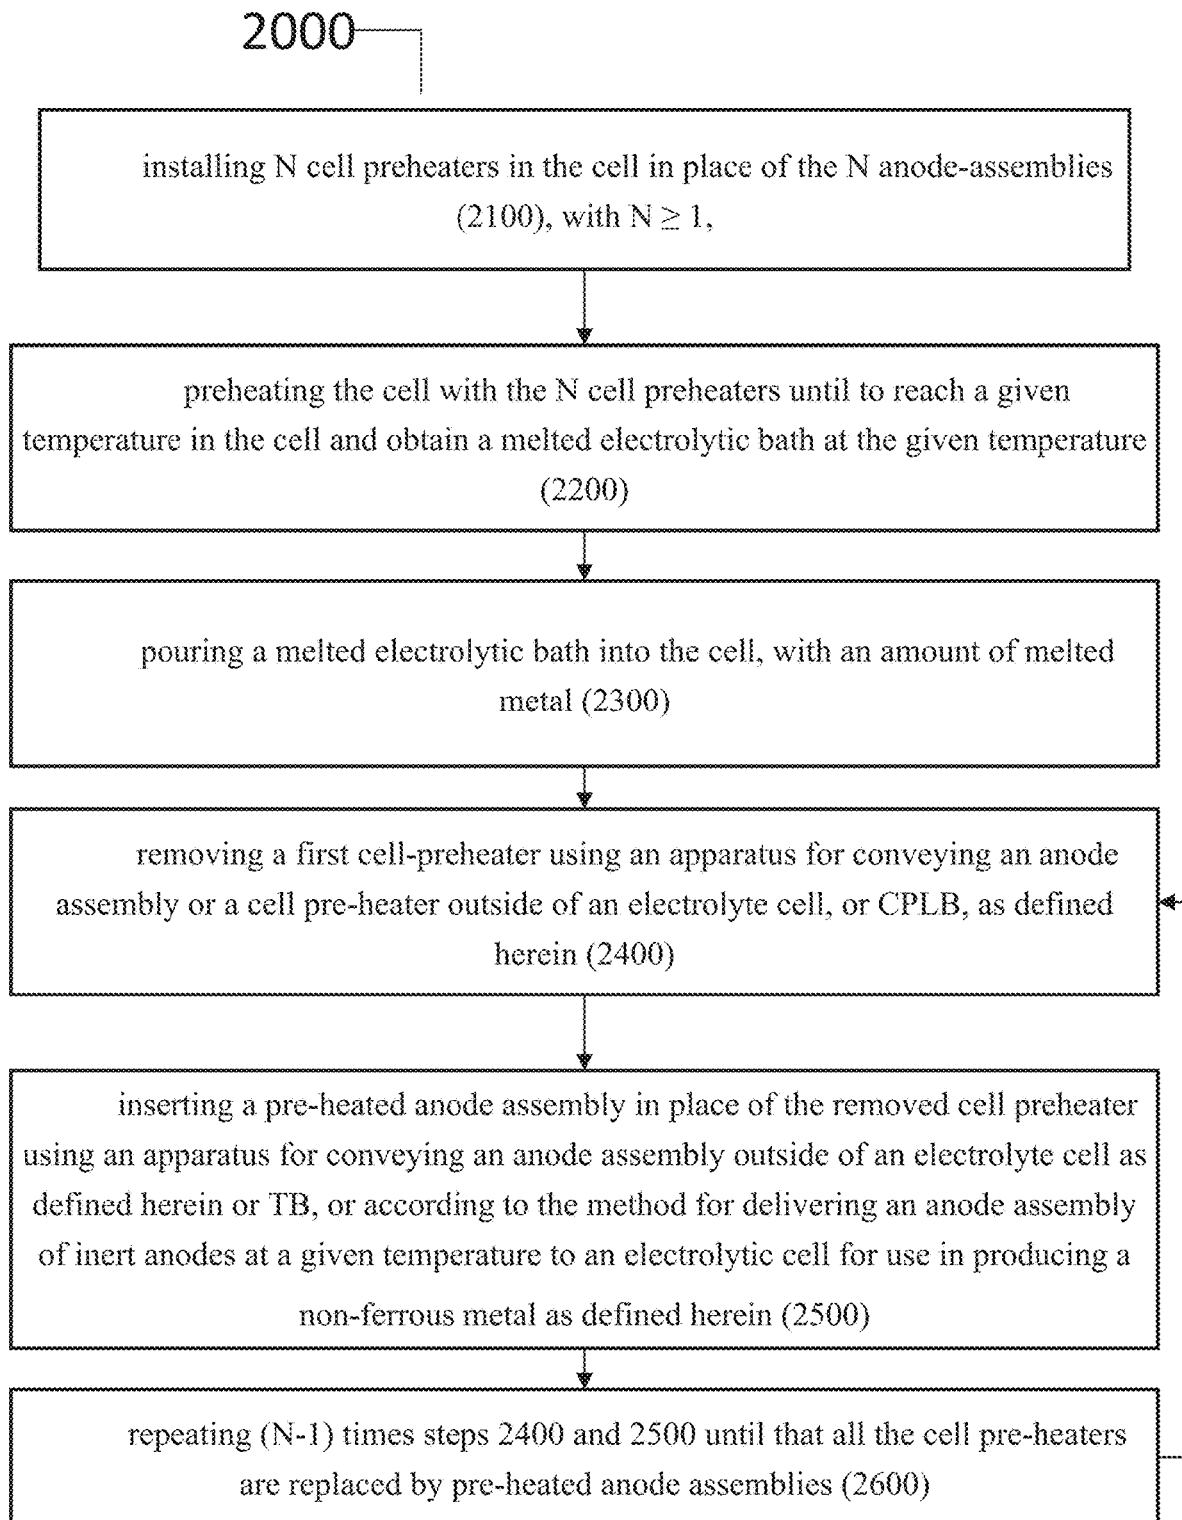 2000
installing N cell preheaters in the cell in place of the N anode-assemblies
(2100), with N ≥ 1,
preheating the cell with the N cell preheaters until to reach a given
temperature in the cell and obtain a melted electrolytic bath at the given temperature
(2200)
pouring a melted electrolytic bath into the cell, with an amount of melted
metal (2300)
removing a first cell-preheater using an apparatus for conveying an anode
assembly or a cell pre-heater outside of an electrolyte cell, or CPLB, as defined
herein (2400)
inserting a pre-heated anode assembly in place of the removed cell preheater
using an apparatus for conveying an anode assembly outside of an electrolyte cell as
defined herein or TB, or according to the method for delivering an anode assembly
of inert anodes at a given temperature to an electrolytic cell for use in producing a
non-ferrous metal as defined herein (2500)
repeating (N-1) times steps 2400 and 2500 until that all the cell pre-heaters
are replaced by pre-heated anode assemblies (2600)